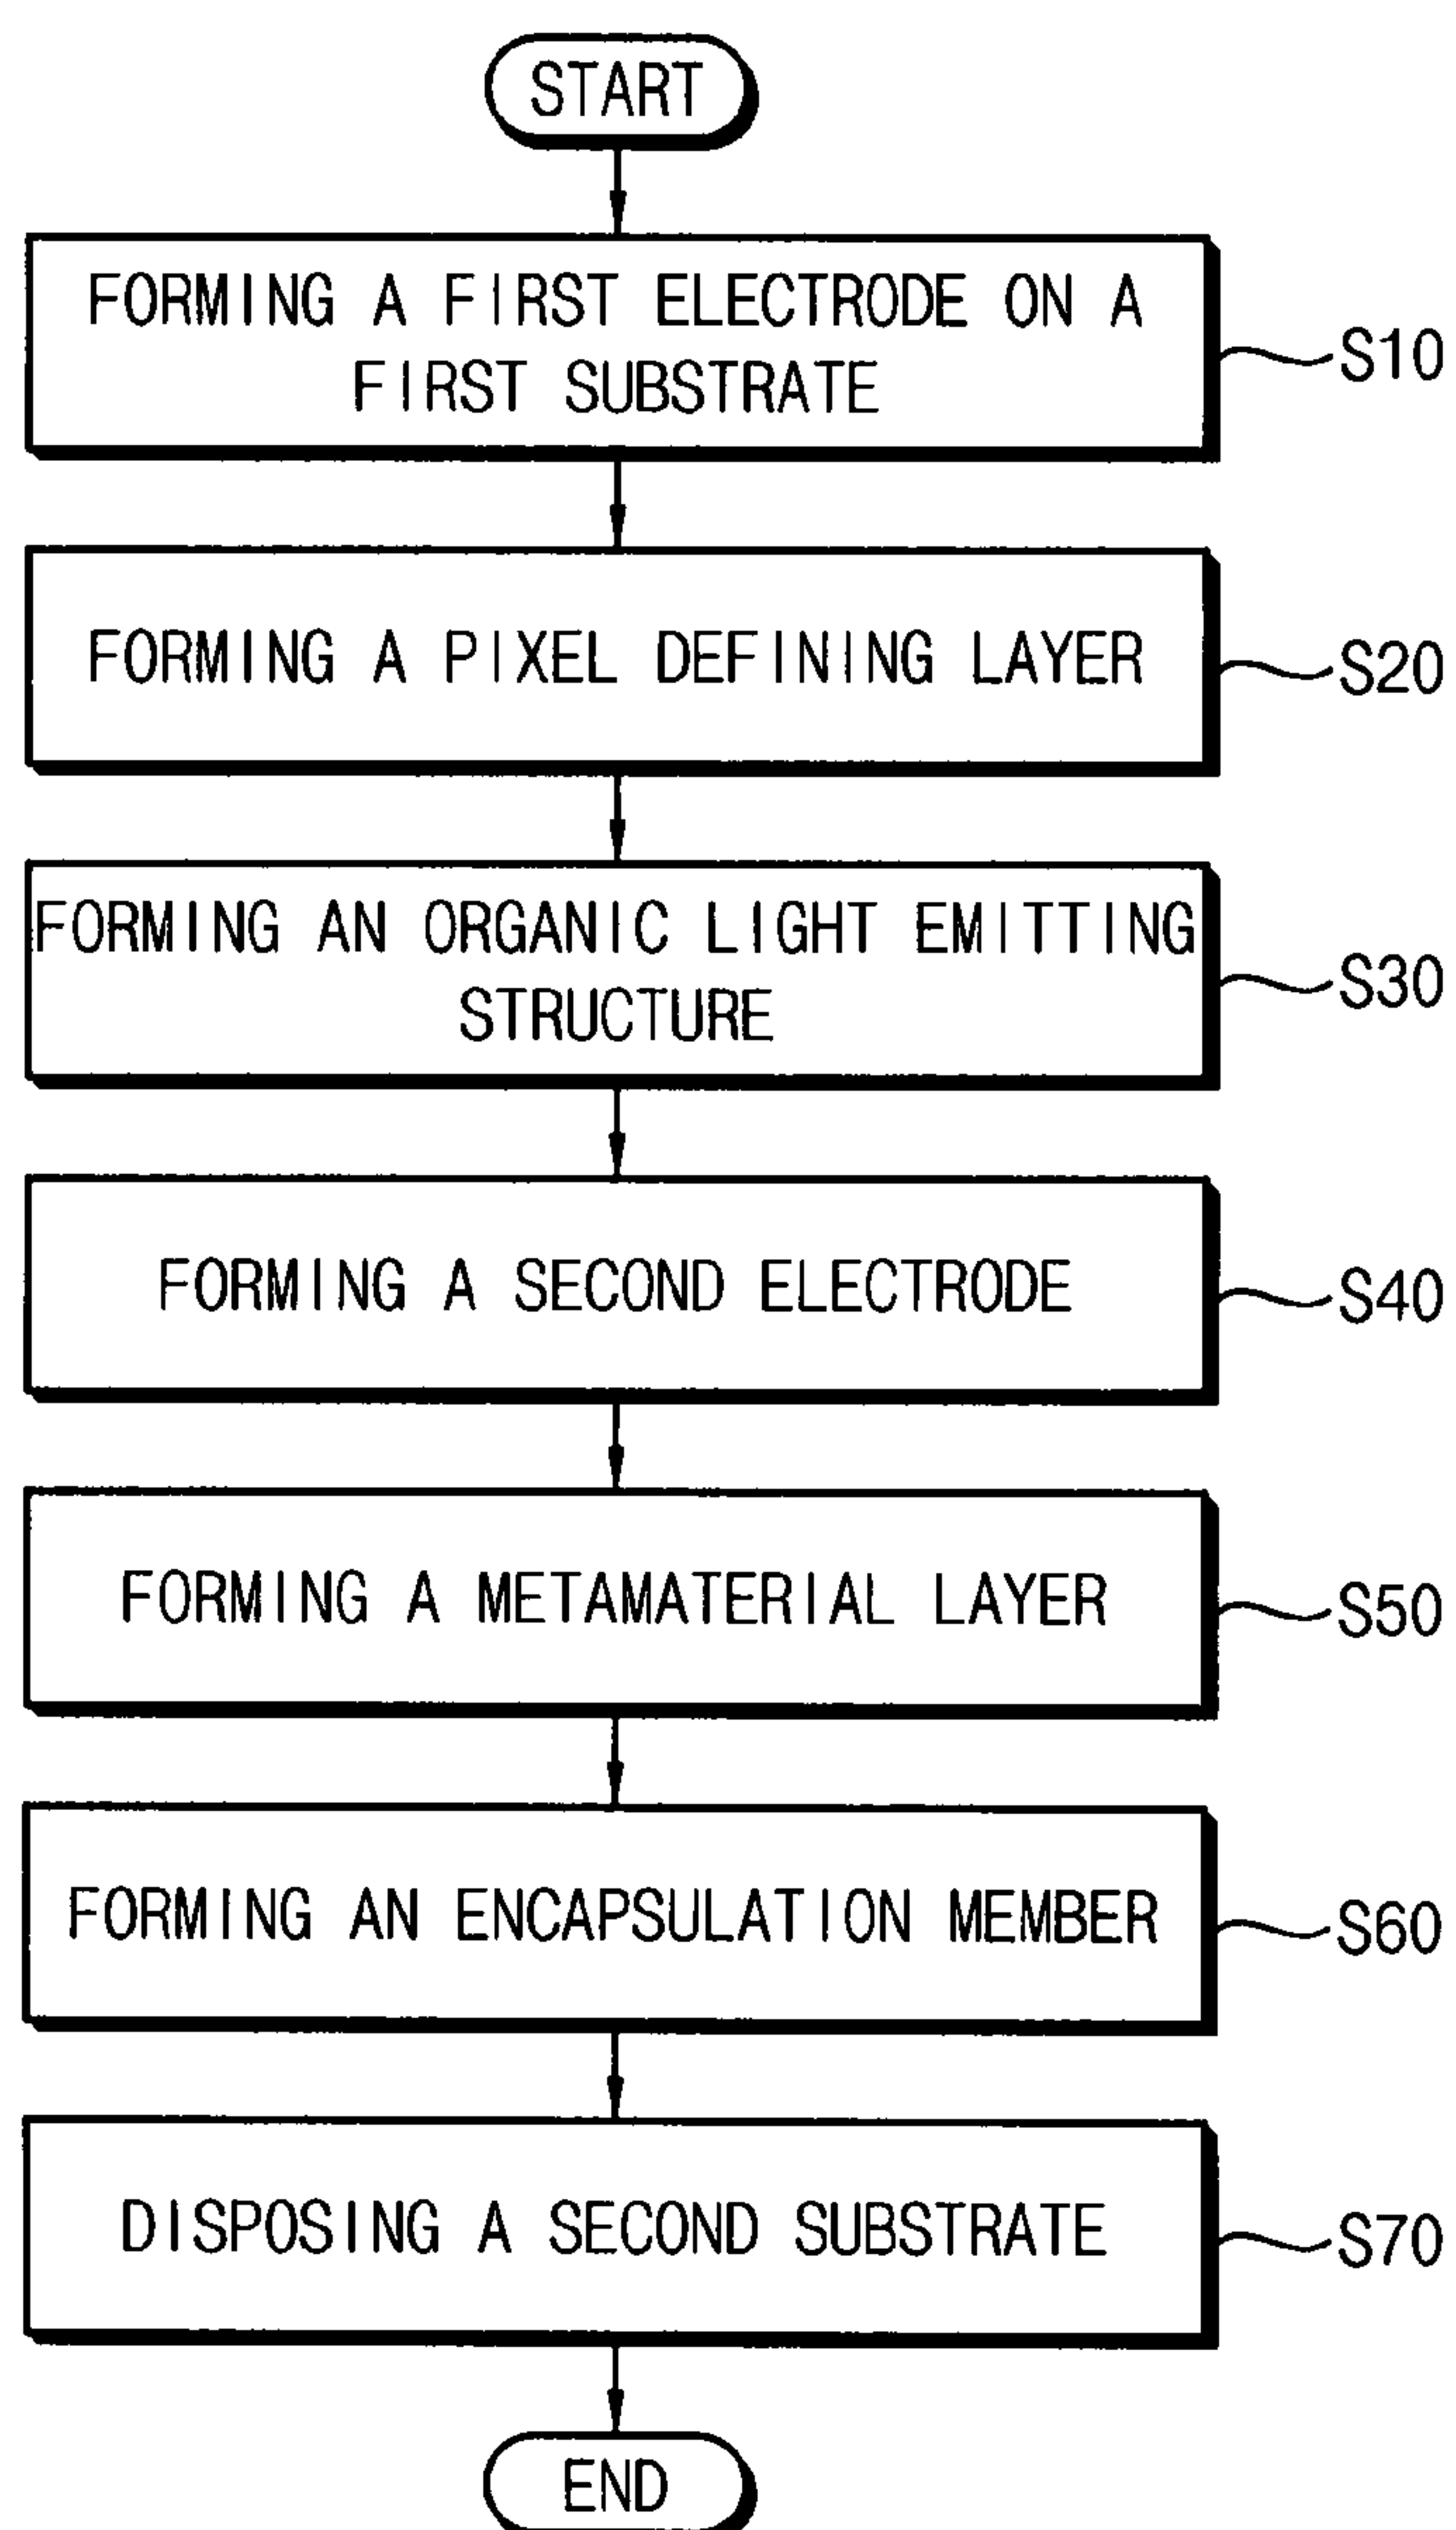 START
FORMING A FIRST ELECTRODE ON A
FIRST SUBSTRATE
S10
FORMING A PIXEL DEFINING LAYER
S20
FORMING AN ORGANIC LIGHT EMITTING
STRUCTURE
S30
FORMING A SECOND ELECTRODE
S40
FORMING A METAMATERIAL LAYER
S50
FORMING AN ENCAPSULATION MEMBER
S60
DISPOSING A SECOND SUBSTRATE
S70
END